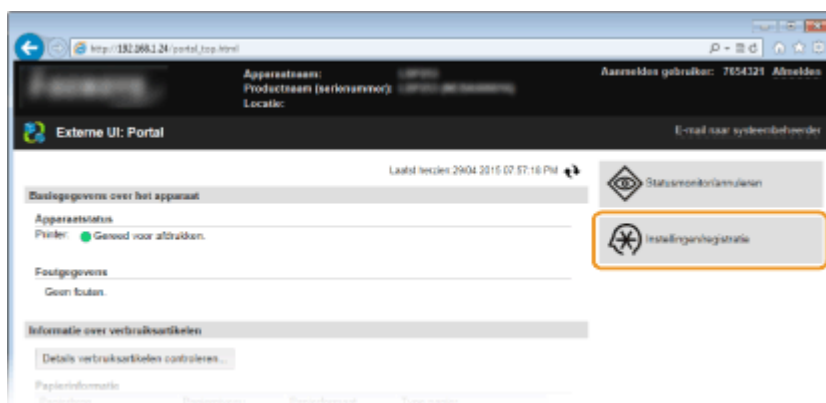 http://192.168.1.24/portal_top.html
Apparaatnaam:
Productnaam (serienummer):
Locatie:
Aanmelden gebruiker: 7654321 Afmelden
Externe UI: Portal
E-mail naar systeembeheerder
Laatst herzien:29/04 2015 07:57:18 PM
Basisgegevens over het apparaat
Apparaatstatus
Printer: Gereed voor afdrukken.
Foutgegevens
Geen fouten.
Informatie over verbruiksartikelen
Details verbruiksartikelen controleren...
Papierinformatie
Statusmonitor/annuleren
Instellingen/registratie